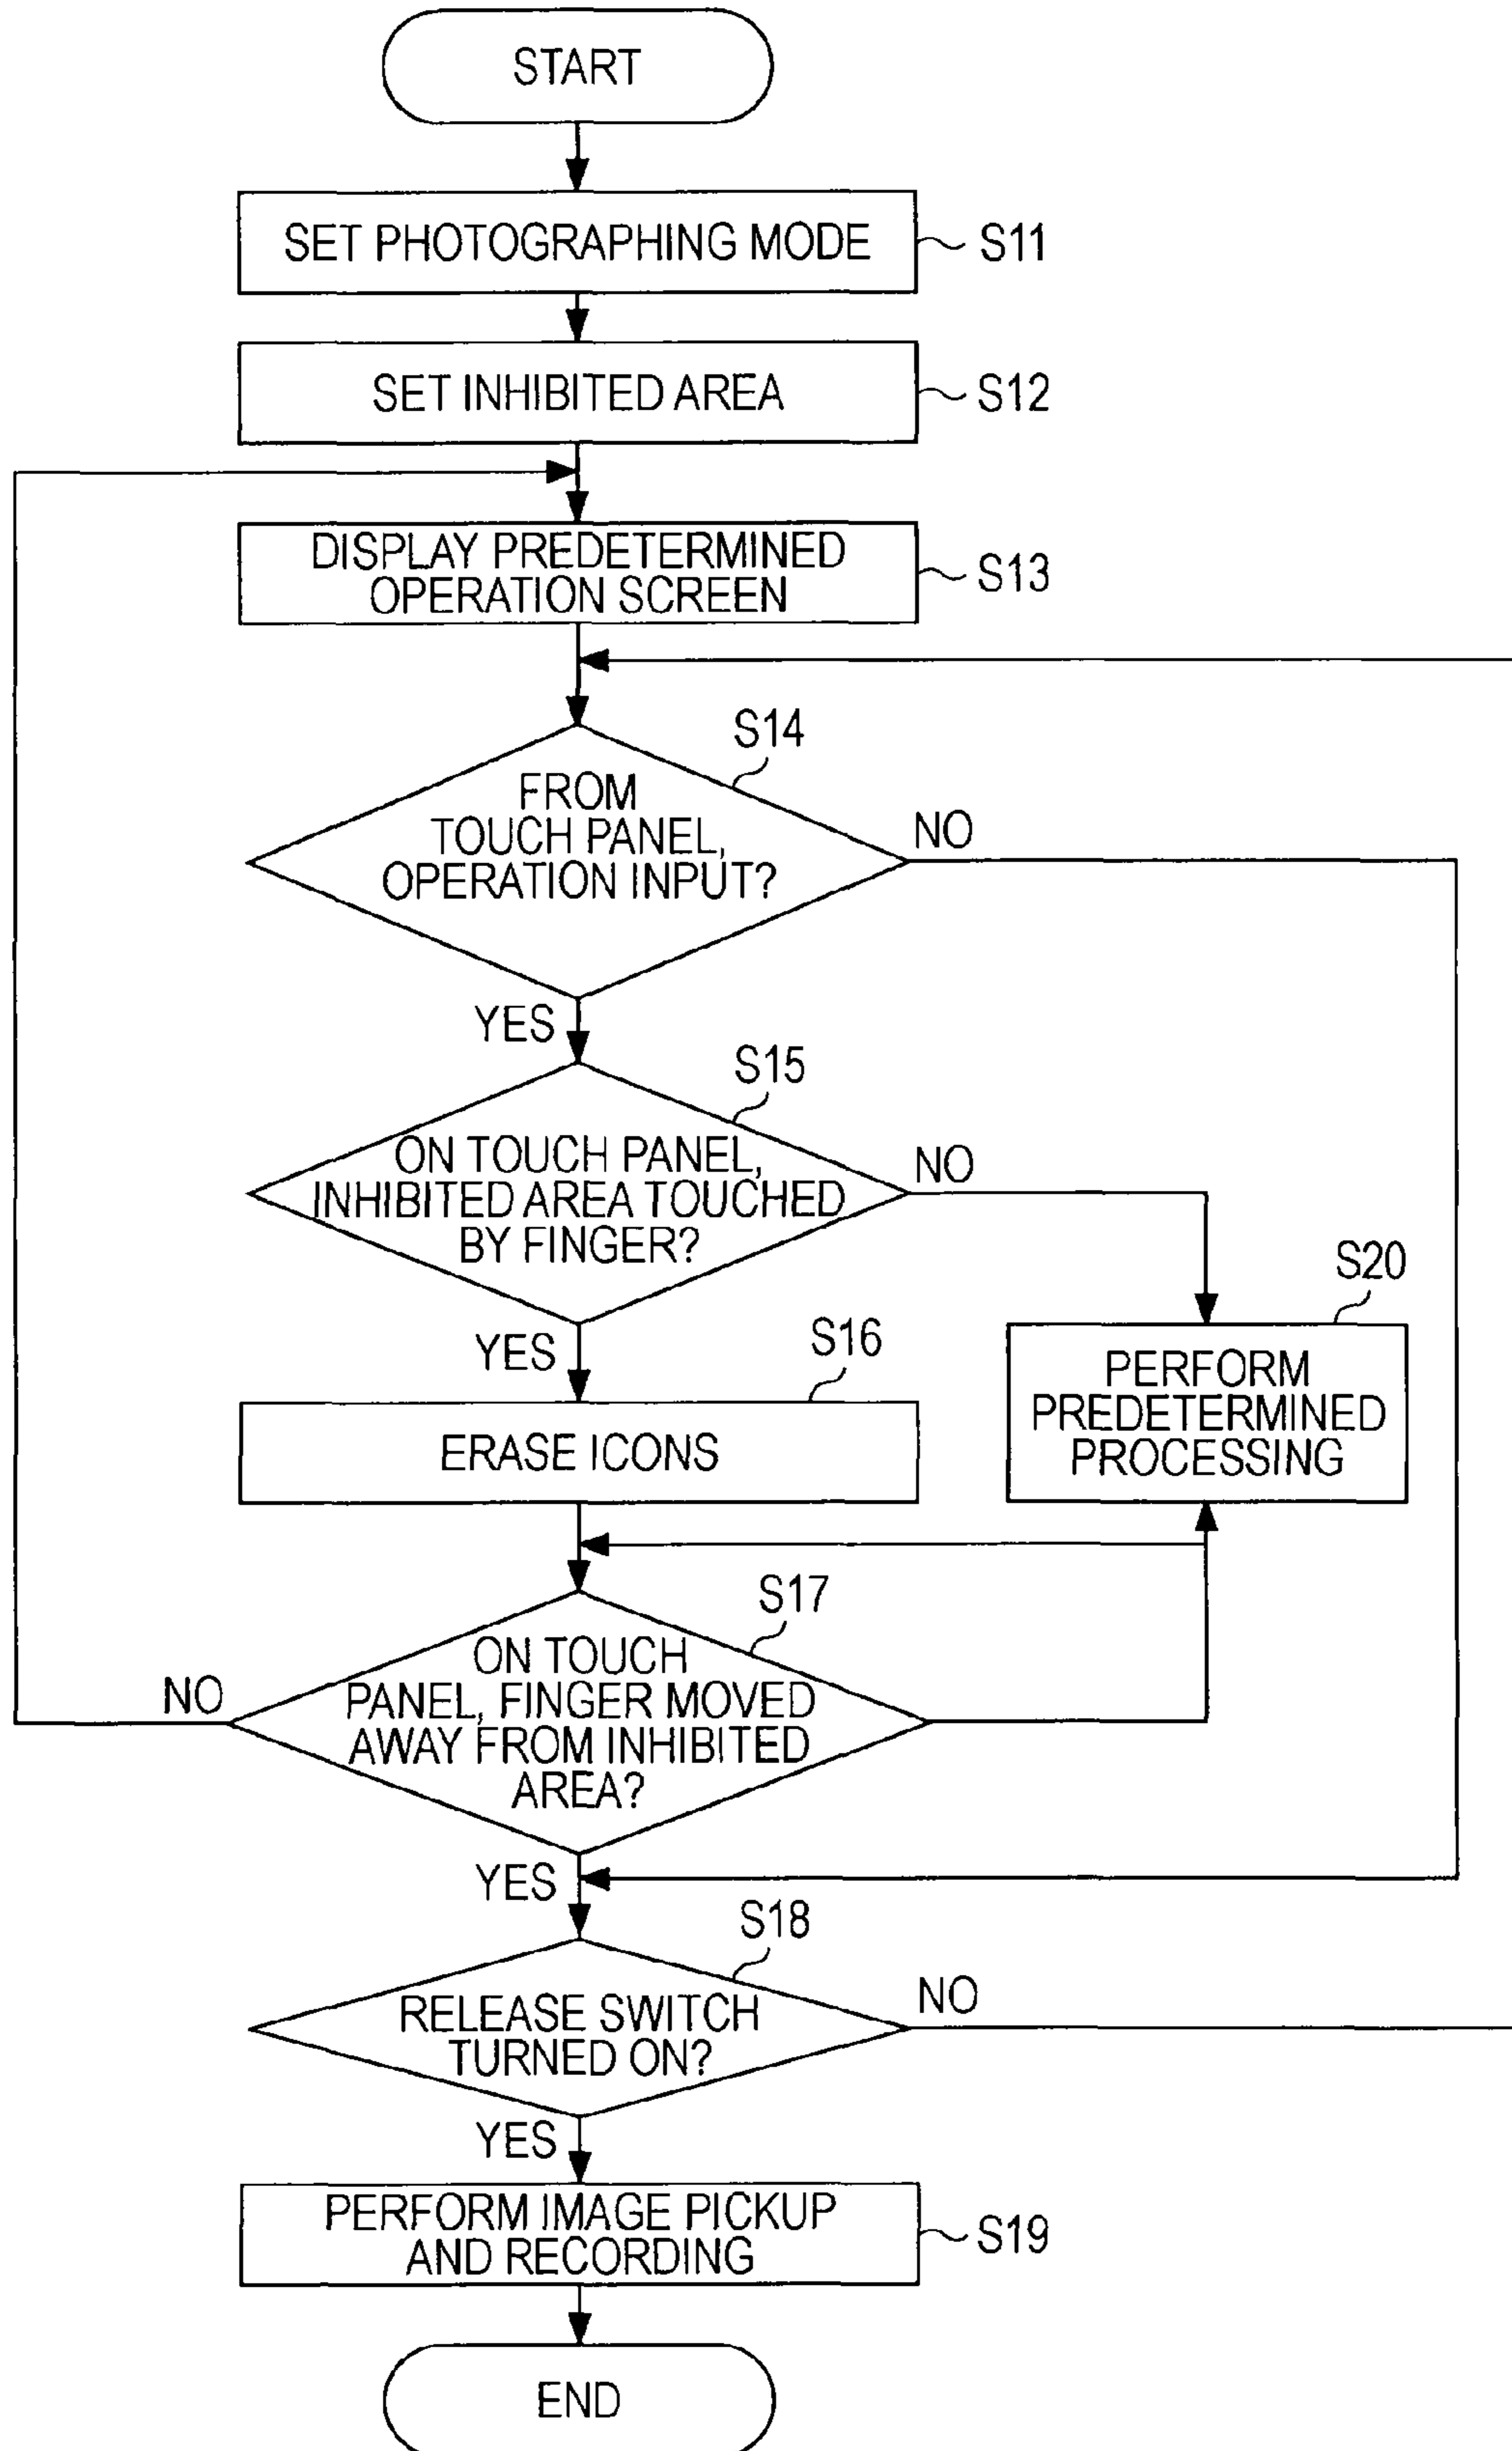 START
SET PHOTOGRAPHING MODE
S11
SET INHIBITED AREA
S12
DISPLAY PREDETERMINED
OPERATION SCREEN
S13
S14
FROM
TOUCH PANEL,
OPERATION INPUT?
NO
YES
S15
ON TOUCH PANEL,
INHIBITED AREA TOUCHED
BY FINGER?
NO
S20
PERFORM
PREDETERMINED
PROCESSING
YES
S16
ERASE ICONS
S17
ON TOUCH
PANEL, FINGER MOVED
AWAY FROM INHIBITED
AREA?
NO
YES
S18
RELEASE SWITCH
TURNED ON?
NO
YES
PERFORM IMAGE PICKUP
AND RECORDING
S19
END